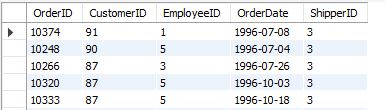 OrderID CustomerID EmployeeID OrderDate ShipperID
10374 91 1 1996-07-08 3
10248 90 5 1996-07-04 3
10266 87 3 1996-07-26 3
10320 87 5 1996-10-03 3
10333 87 5 1996-10-18 3